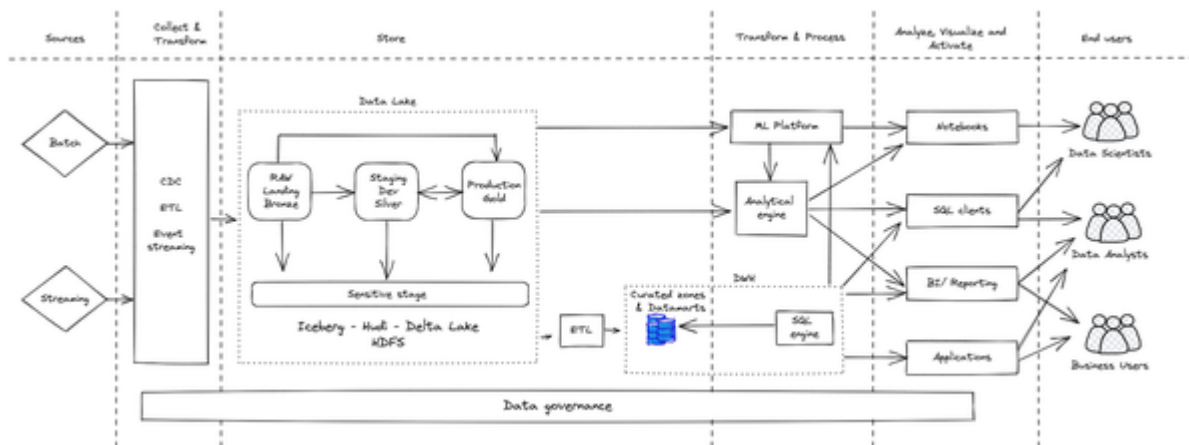 Sources
Collect &
Transform
Store
Transform & Process
Analyze, Visualize and
Activate
End users
Batch
Streaming
CDC
ETL
Event
streaming
Data Lake
RAW
Landing
Bronze
Staging
Dev
Silver
Production
Gold
Sensitive stage
Iceberg - Hudi - Delta Lake
HDFS
ETL
DWH
Curated zones
& Datamarts
SQL
engine
ML Platform
Analytical
engine
Notebooks
SQL clients
BI/ Reporting
Applications
Data Scientists
Data Analysts
Business Users
Data governance